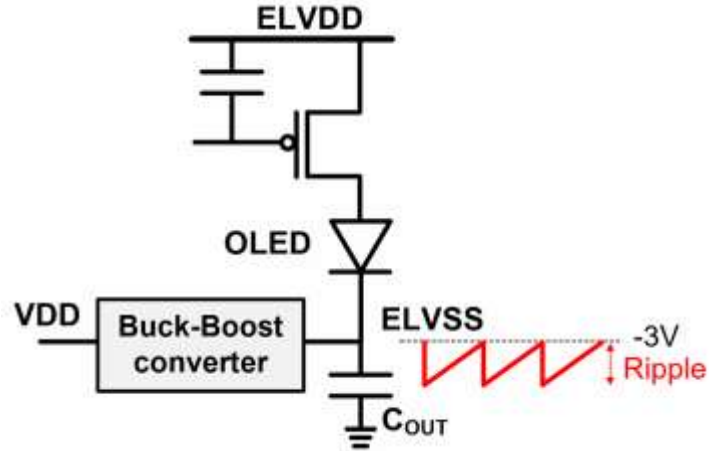 ELVDD
OLED
VDD
Buck-Boost
converter
ELVSS
-3V
Ripple
COUT